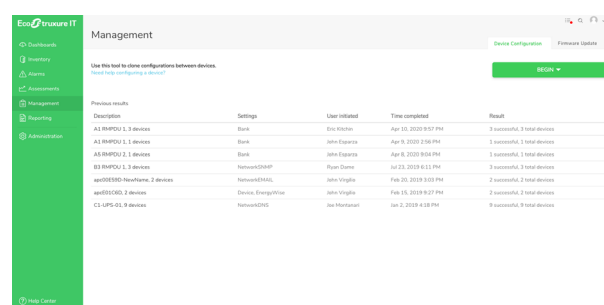 EcoStruxure IT
Management
Device Configuration
Firmware Update
Dashboards
Inventory
Alarms
Assessments
Management
Reporting
Administration
Use this tool to clone configurations between devices.
Need help configuring a device?
BEGIN
Previous results
Description Settings User initiated Time completed Result
A1 RMPDU 1, 3 devices Bank Eric Kitchin Apr 10, 2020 9:57 PM 3 successful, 3 total devices
A1 RMPDU 1, 1 devices Bank John Esparza Apr 9, 2020 2:56 PM 1 successful, 1 total devices
A5 RMPDU 2, 1 devices Bank John Esparza Apr 8, 2020 9:04 PM 1 successful, 1 total devices
B3 RMPDU 1, 3 devices NetworkSNMP Ryan Dorre Jul 23, 2019 6:11 PM 3 successful, 3 total devices
apc00E59D-NewName, 2 devices NetworkEMAIL John Virgilio Feb 20, 2019 3:03 PM 2 successful, 2 total devices
apcE01C6D, 2 devices Device, EnergyWise John Virgilio Feb 15, 2019 9:27 PM 2 successful, 2 total devices
C1-UPS-01, 9 devices NetworkDNS Joe Montanari Jan 2, 2019 4:18 PM 9 successful, 9 total devices
Help Center